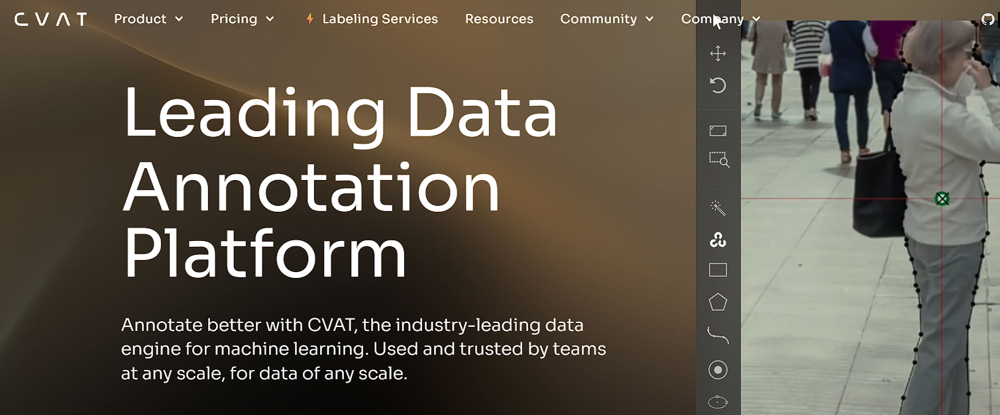 CVAT Product Pricing Labeling Services Resources Community Company
Leading Data
Annotation
Platform
Annotate better with CVAT, the industry-leading data
engine for machine learning. Used and trusted by teams
at any scale, for data of any scale.